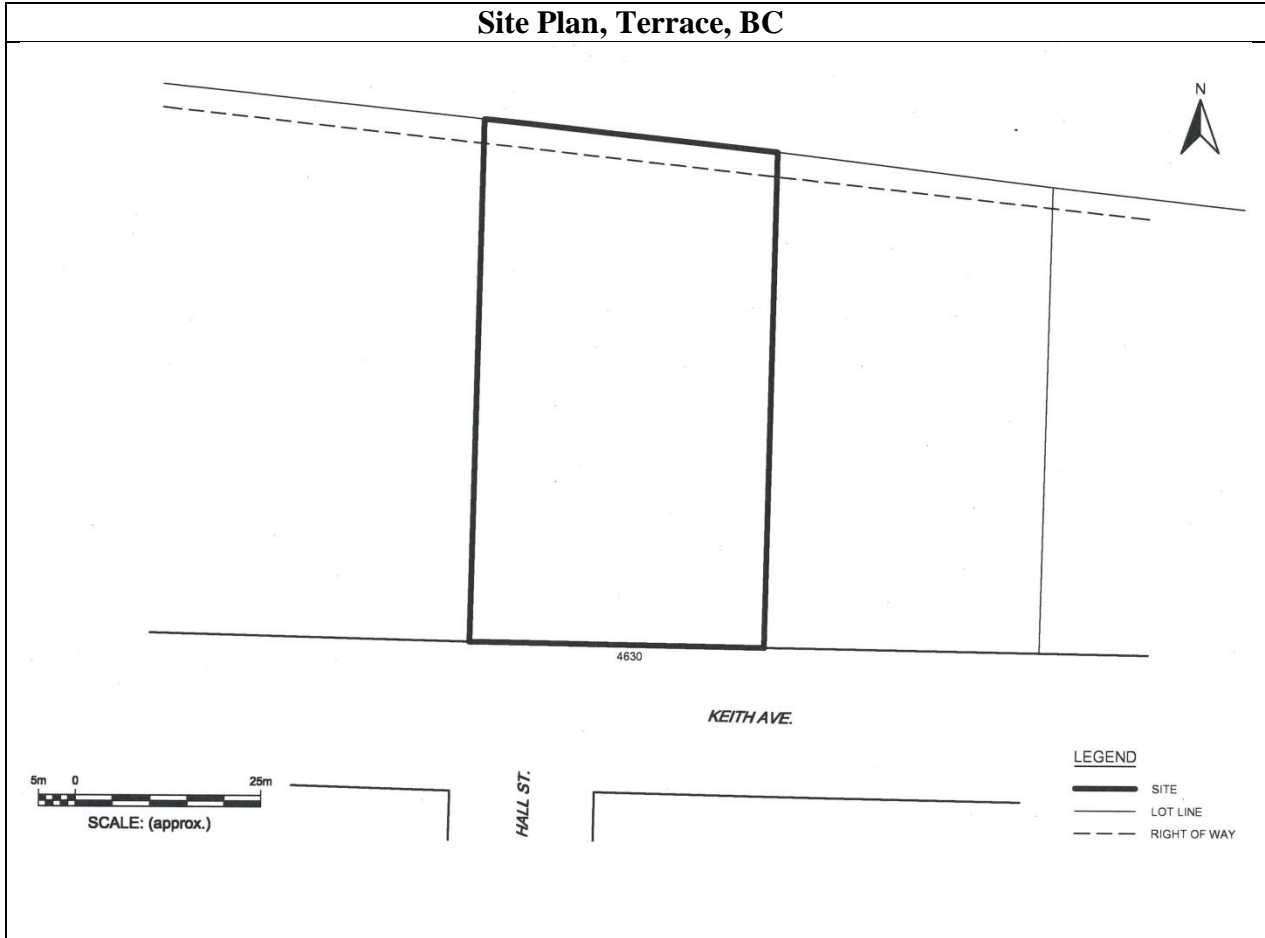 Site Plan, Terrace, BC
N
4630
KEITH AVE.
HALL ST.
5m 0 25m
SCALE: (approx.)
LEGEND
SITE
LOT LINE
RIGHT OF WAY